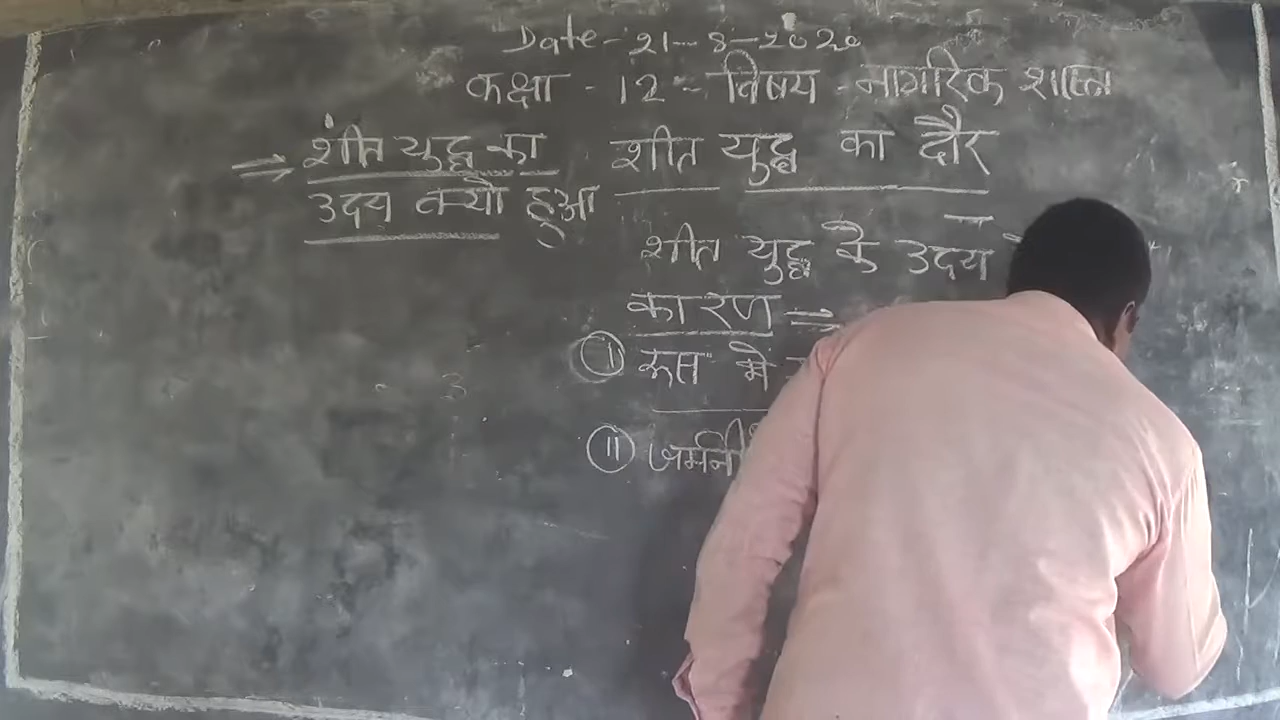 Date - 21-8-2020
कक्षा - 12 - विषय - नागरिक शास्त्र
शीत युद्ध का दौर
⇒ शीत युद्ध का
उदय क्यों हुआ
शीत युद्ध के उदय
कारण ⇒
(i) रूस में
(ii) जर्मनी